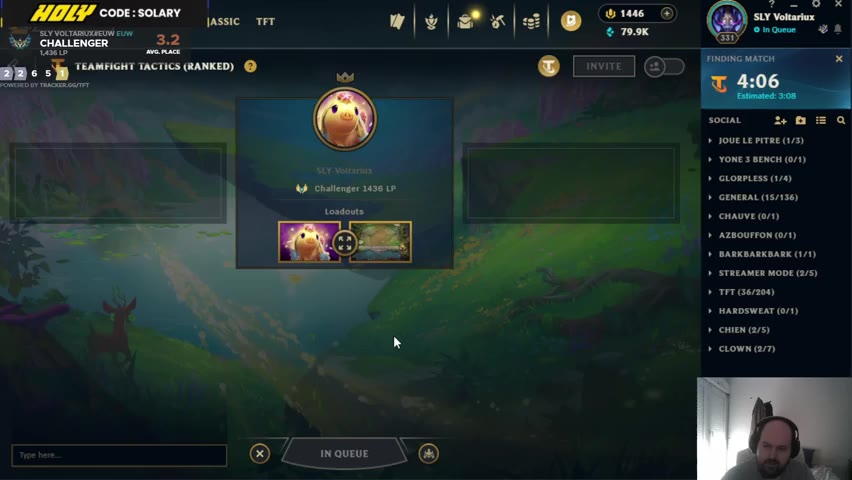 HOLY CODE : SOLARY
ASSIC TFT
1446
79.9K
SLY Voltariux
331
In Queue
SLY VOLTARIUX#EUW EUW
CHALLENGER
1,436 LP
3.2
AVG. PLACE
TEAMFIGHT TACTICS (RANKED) ?
INVITE
2 2 6 5 1
POWERED BY TRACKER.GG/TFT
FINDING MATCH
4:06
Estimated: 3:08
SOCIAL
JOUE LE PITRE (1/3)
YONE 3 BENCH (0/1)
GLORPLESS (1/4)
GENERAL (15/136)
CHAUVE (0/1)
AZBOUFFON (0/1)
BARKBARKBARK (1/1)
STREAMER MODE (2/5)
TFT (36/204)
HARDSWEAT (0/1)
CHIEN (2/5)
CLOWN (2/7)
SLY Voltariux
Challenger 1436 LP
Loadouts
Type here...
IN QUEUE